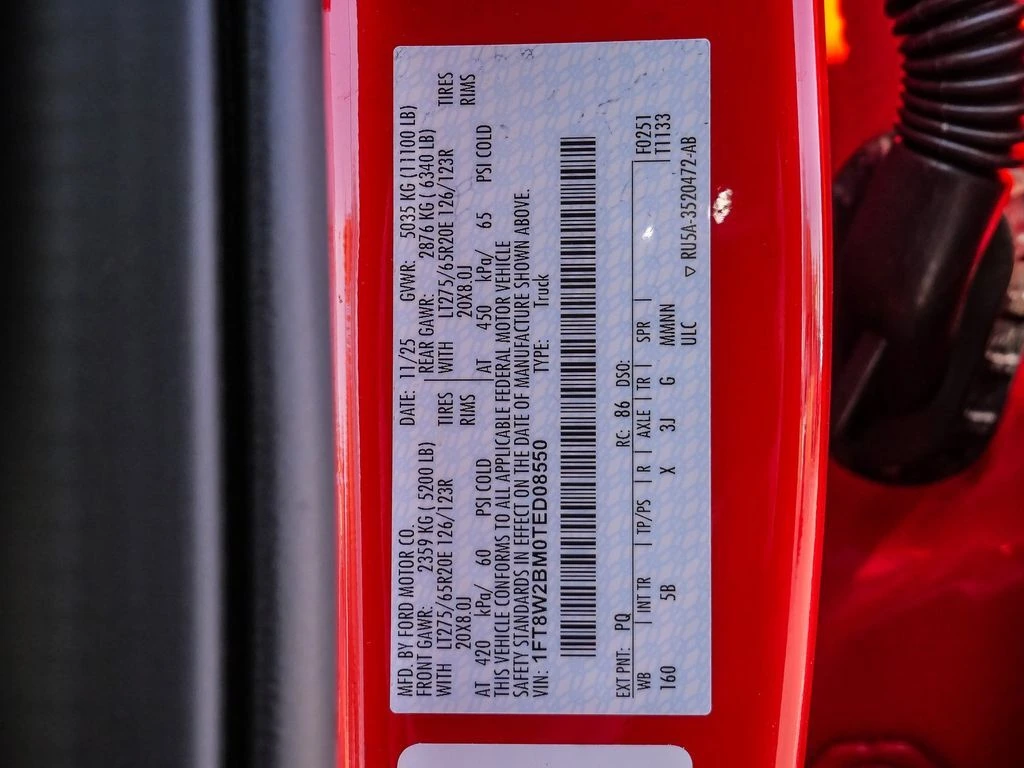 MFD. BY FORD MOTOR CO. DATE: 11/25 GVWR: 5035 KG (11100 LB)
FRONT GAWR: 2359 KG ( 5200 LB) REAR GAWR: 2876 KG ( 6340 LB)
WITH LT275/65R20E 126/123R TIRES WITH LT275/65R20E 126/123R TIRES
20X8.0J RIMS 20X8.0J RIMS
AT 420 kPa/ 60 PSI COLD AT 450 kPa/ 65 PSI COLD
THIS VEHICLE CONFORMS TO ALL APPLICABLE FEDERAL MOTOR VEHICLE
SAFETY STANDARDS IN EFFECT ON THE DATE OF MANUFACTURE SHOWN ABOVE.
VIN: 1FT8W2BM0TED08550 TYPE: Truck
EXT PNT: PQ RC: 86 DSO: F0251
WB INT TR TP/PS R AXLE TR SPR T1133
160 5B X 3J G MMNNN
ULC ▽ RU5A-3520472-AB